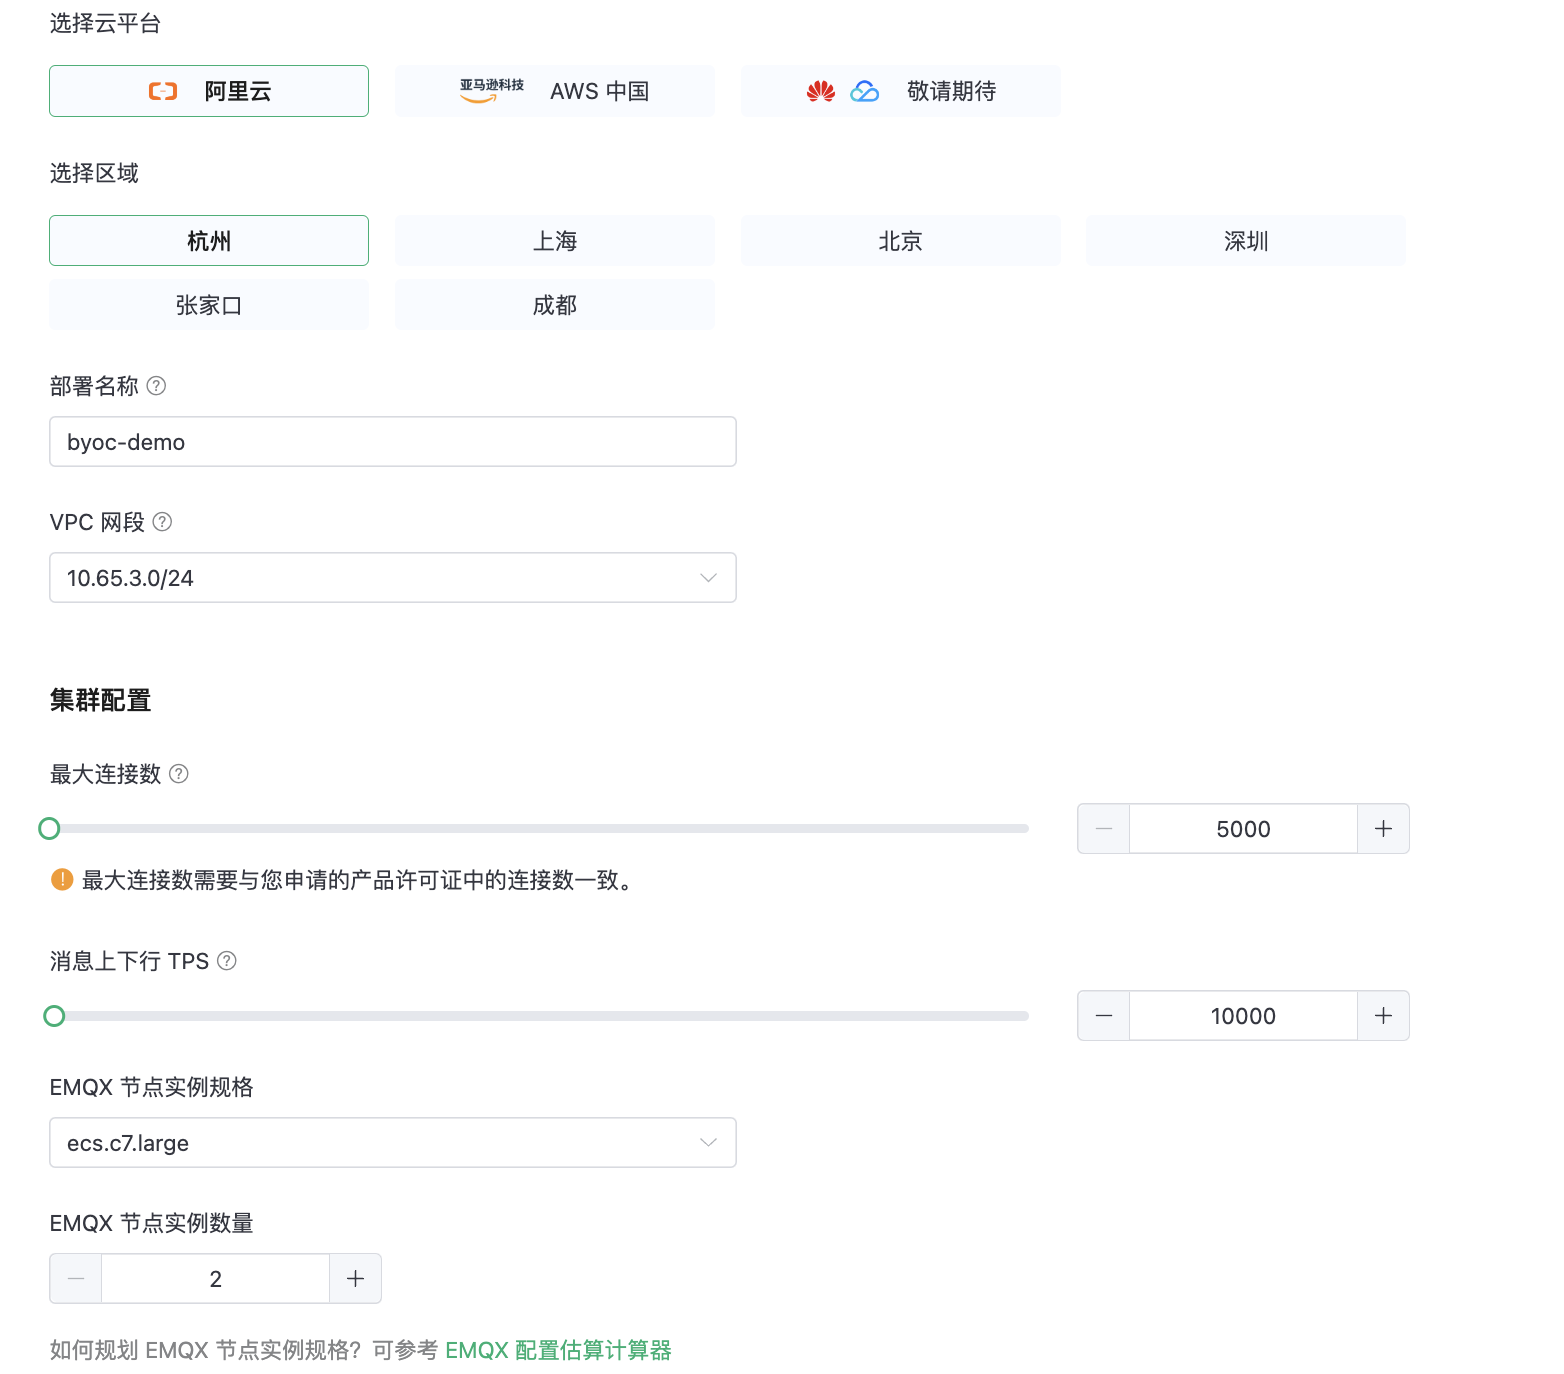 选择云平台
阿里云
亚马逊科技 AWS 中国
敬请期待
选择区域
杭州
上海
北京
深圳
张家口
成都
部署名称 ?
byoc-demo
VPC 网段 ?
10.65.3.0/24
集群配置
最大连接数 ?
5000
! 最大连接数需要与您申请的产品许可证中的连接数一致。
消息上下行 TPS ?
10000
EMQX 节点实例规格
ecs.c7.large
EMQX 节点实例数量
2
如何规划 EMQX 节点实例规格？可参考 EMQX 配置估算计算器